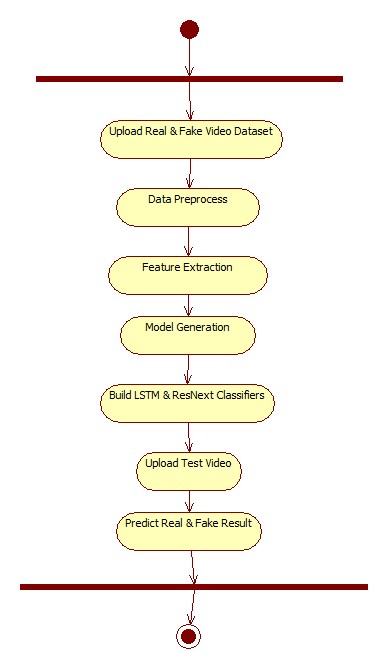 Upload Real & Fake Video Dataset
Data Preprocess
Feature Extraction
Model Generation
Build LSTM & ResNext Classifiers
Upload Test Video
Predict Real & Fake Result